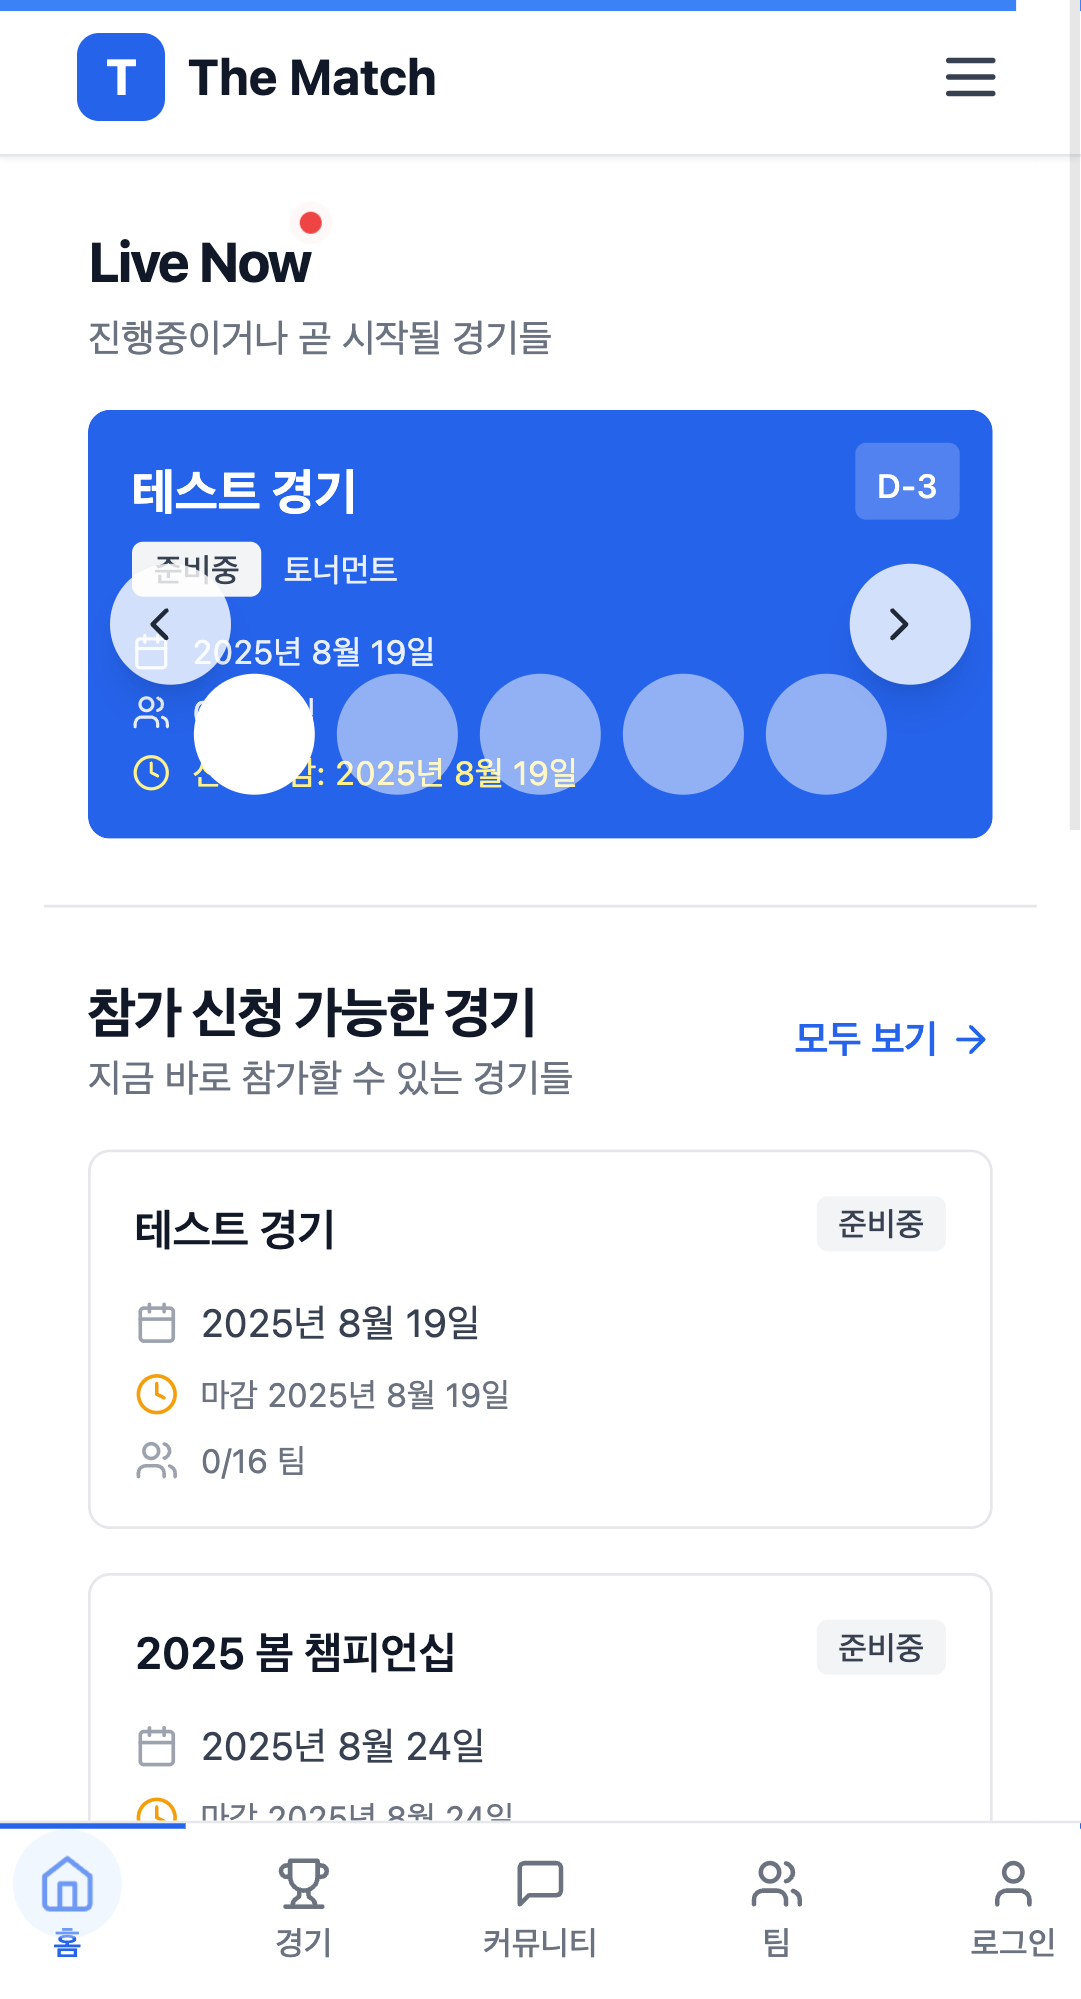 T The Match
Live Now
진행중이거나 곧 시작될 경기들
테스트 경기
D-3
준비중 토너먼트
2025년 8월 19일
감: 2025년 8월 19일
참가 신청 가능한 경기
모두 보기
지금 바로 참가할 수 있는 경기들
테스트 경기
준비중
2025년 8월 19일
마감 2025년 8월 19일
0/16 팀
2025 봄 챔피언십
준비중
2025년 8월 24일
마감 2025년 8월 24일
홈 경기 커뮤니티 팀 로그인